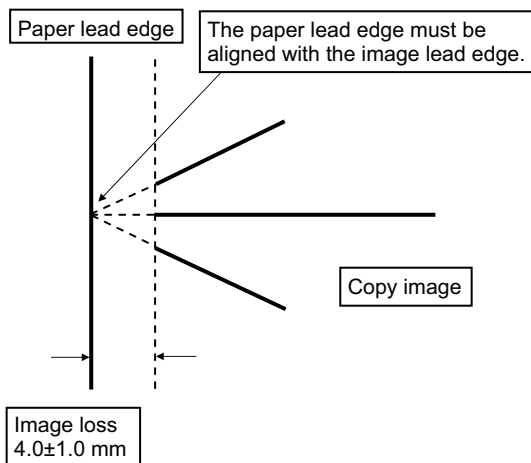 Paper lead edge
The paper lead edge must be
aligned with the image lead edge.
Copy image
Image loss
4.0±1.0 mm